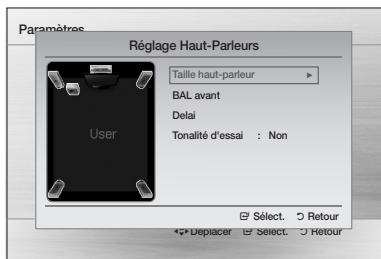 Paramètres
Réglage Haut-Parleurs
Taille haut-parleur ►
BAL avant
Delai
Tonalité d'essai : Non
User
Sélect. Retour
Déplacer Sélect. Retour